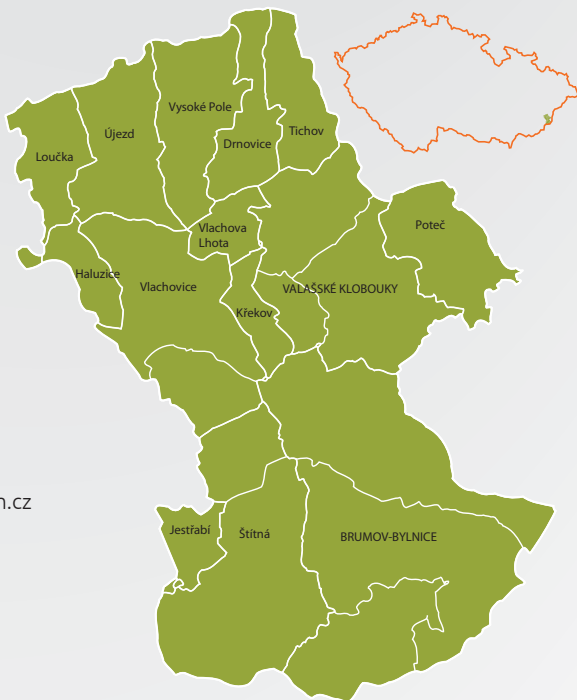 Vysoké Pole
Újezd
Tichov
Drnovice
Loučka
Poteč
Vlachova
Lhota
Haluzice
Vlachovice
VALAŠSKÉ KLOBOUKY
Křekov
n.cz
Jestřabí
Štítná
BRUMOV-BYLNICE